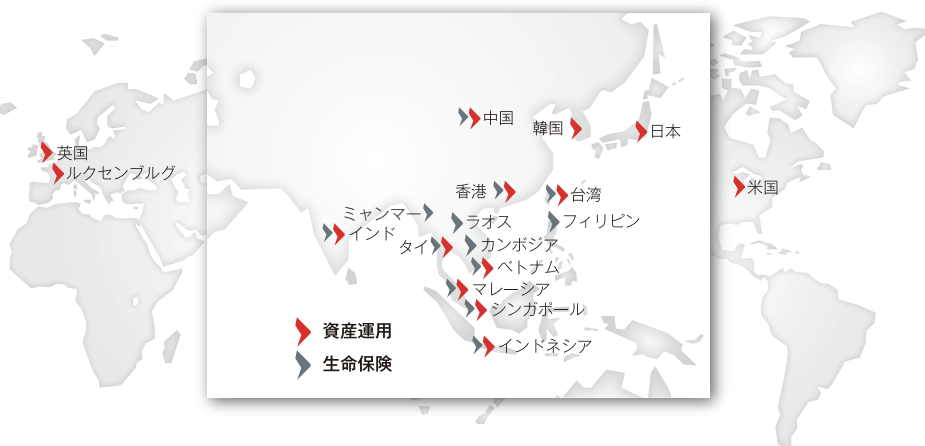 中国
韓国
日本
英国
ルクセンブルグ
香港
台湾
米国
ミャンマー
ラオス
フィリピン
インド
タイ
カンボジア
ベトナム
マレーシア
シンガポール
資産運用
インドネシア
生命保険